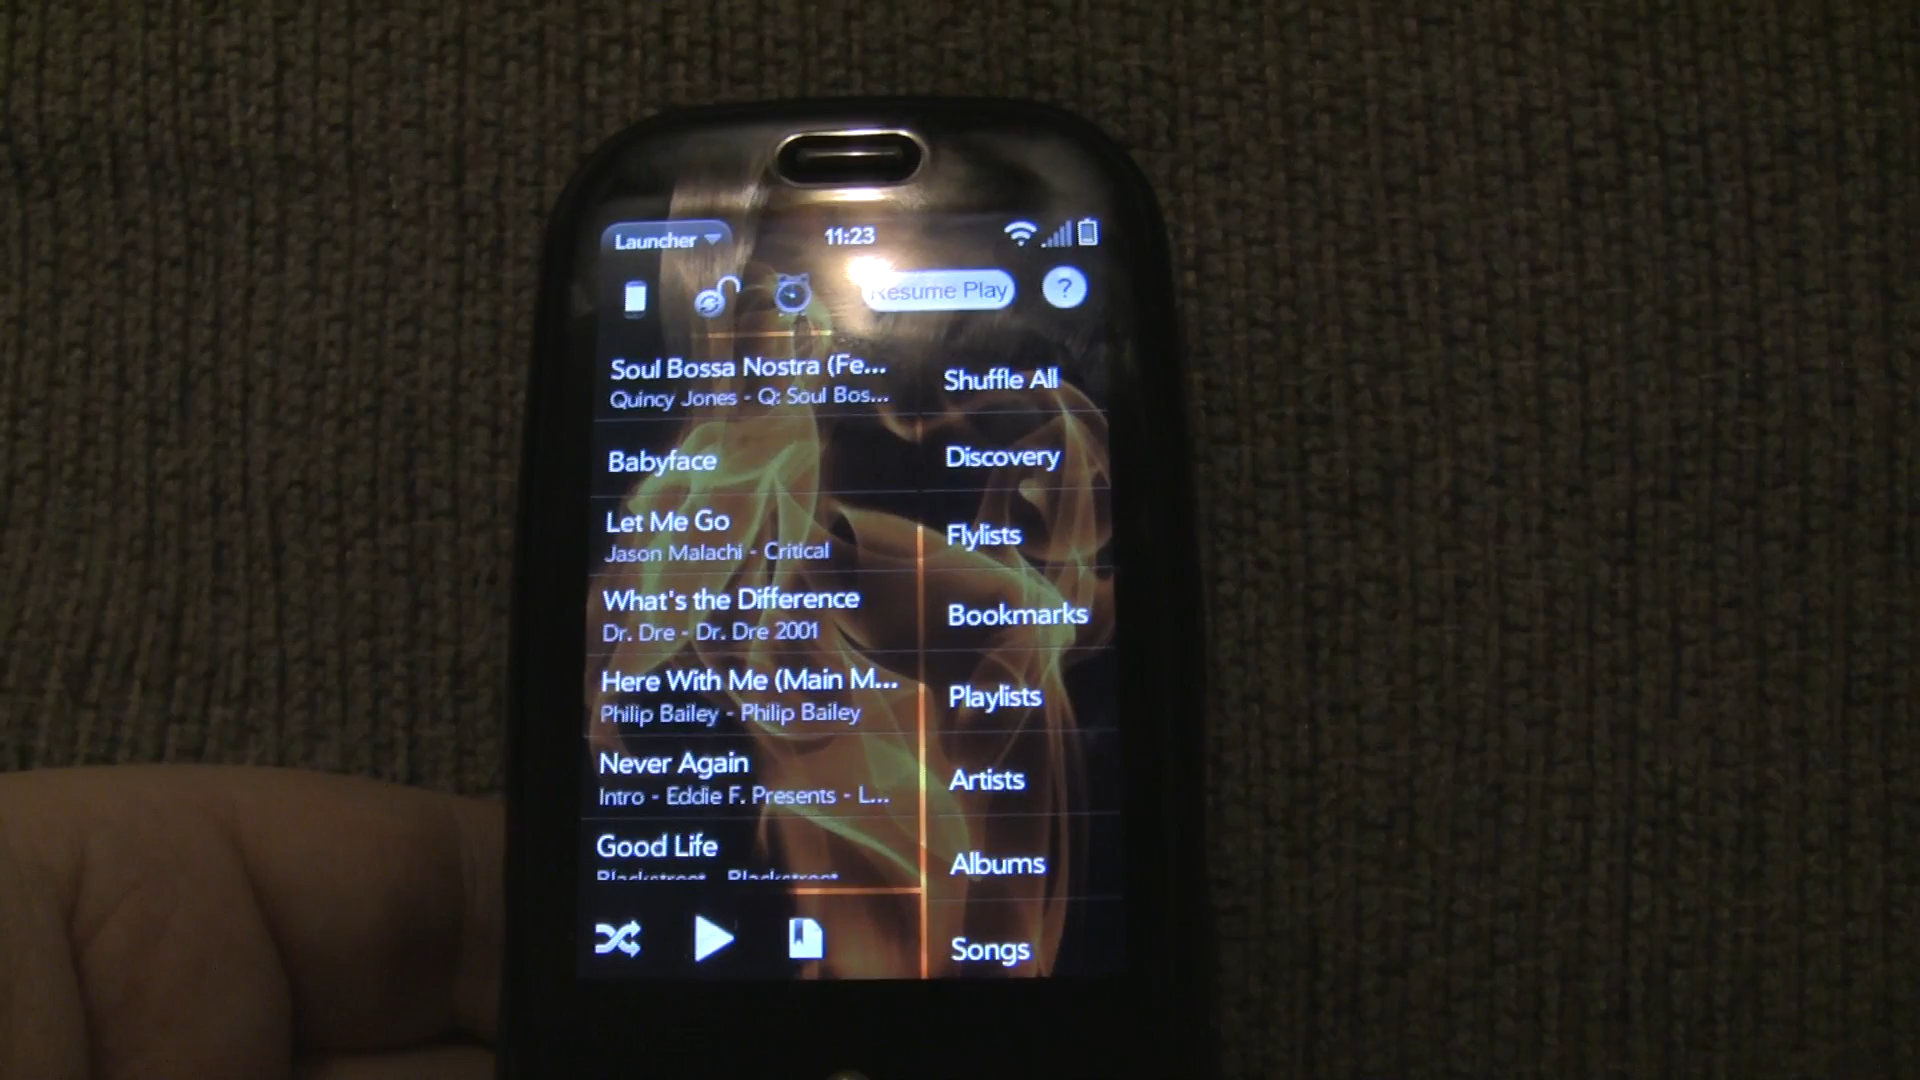 Launcher
11:23
Resume Play
?
Soul Bossa Nostra (Fe...
Quincy Jones - Q: Soul Bos...
Babyface
Let Me Go
Jason Malachi - Critical
What's the Difference
Dr. Dre - Dr. Dre 2001
Here With Me (Main M...
Philip Bailey - Philip Bailey
Never Again
Intro - Eddie F. Presents - L...
Good Life
Blackstreet - Blackstreet
Shuffle All
Discovery
Flylists
Bookmarks
Playlists
Artists
Albums
Songs